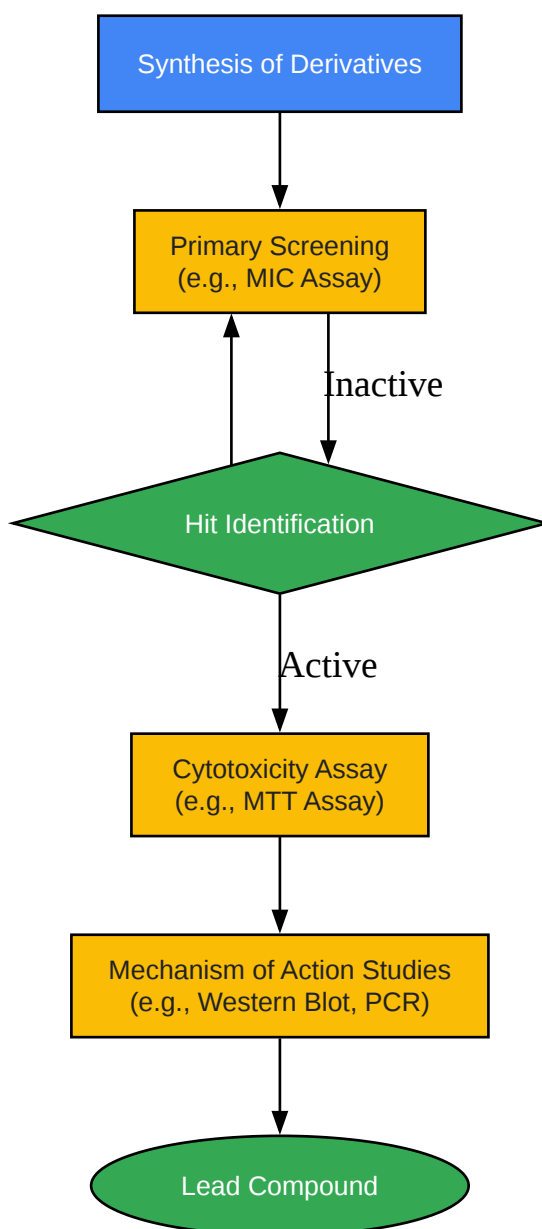 Synthesis of Derivatives
Primary Screening
(e.g., MIC Assay)
Inactive
Hit Identification
Active
Cytotoxicity Assay
(e.g., MTT Assay)
Mechanism of Action Studies
(e.g., Western Blot, PCR)
Lead Compound